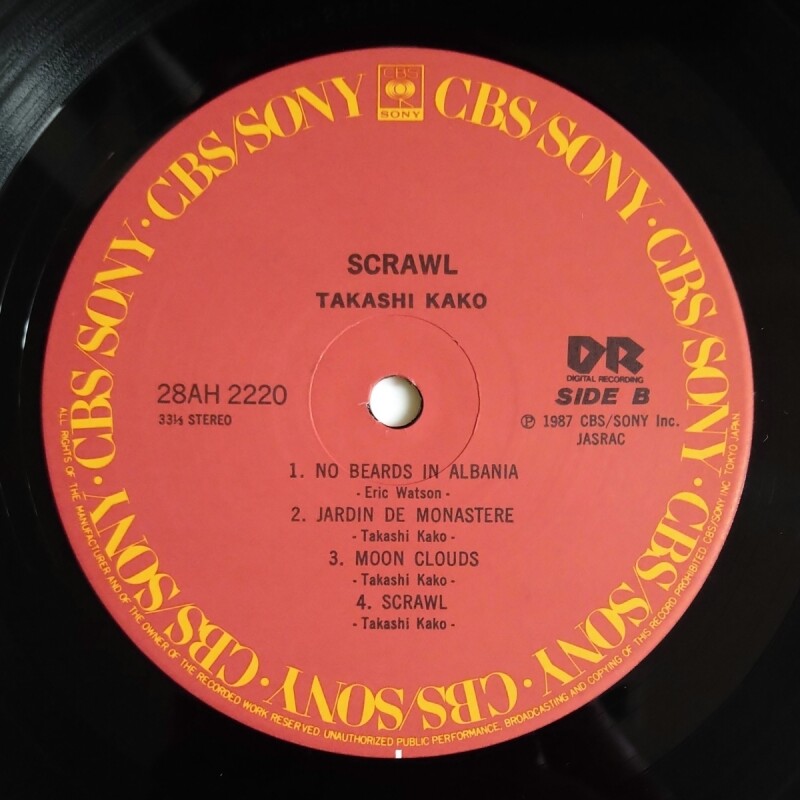 CBS
SONY
CBS/SONY · CBS/SONY · CBS/SONY · CBS/SONY · CBS/SONY · CBS/SONY · CBS/SONY · CBS/SONY
SCRAWL
TAKASHI KAKO
28AH 2220
33⅓ STEREO
DR
DIGITAL RECORDING
SIDE B
℗ 1987 CBS/SONY Inc.
JASRAC
1. NO BEARDS IN ALBANIA
- Eric Watson -
2. JARDIN DE MONASTERE
- Takashi Kako -
3. MOON CLOUDS
- Takashi Kako -
4. SCRAWL
- Takashi Kako -
ALL RIGHTS OF THE MANUFACTURER AND OF THE OWNER OF THE RECORDED WORK RESERVED UNAUTHORIZED PUBLIC PERFORMANCE, BROADCASTING AND COPYING OF THIS RECORD PROHIBITED CBS/SONY INC TOKYO JAPAN